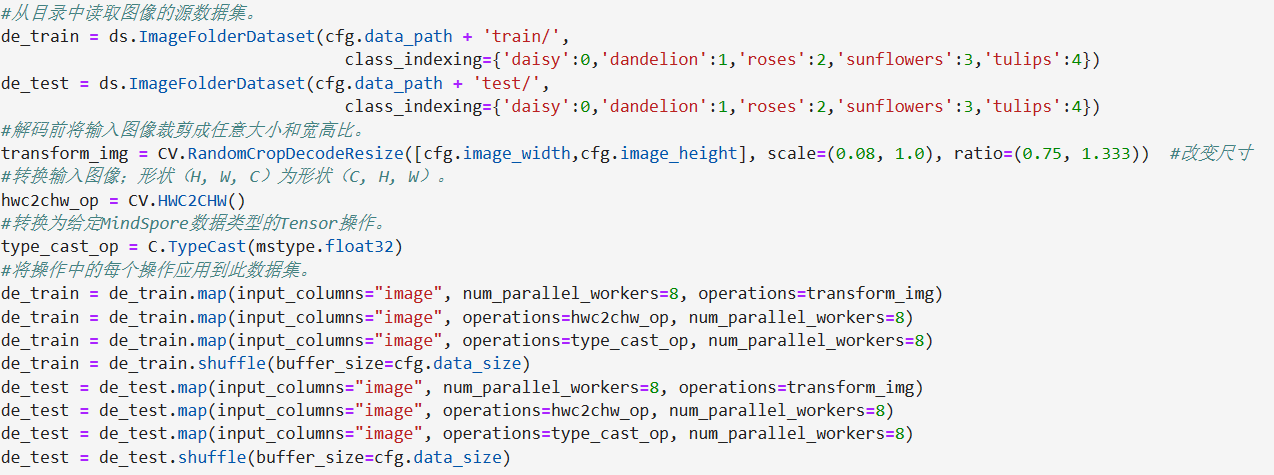 #从目录中读取图像的源数据集。
de_train = ds.ImageFolderDataset(cfg.data_path + 'train/',
                                   class_indexing={'daisy':0,'dandelion':1,'roses':2,'sunflowers':3,'tulips':4})
de_test = ds.ImageFolderDataset(cfg.data_path + 'test/',
                                   class_indexing={'daisy':0,'dandelion':1,'roses':2,'sunflowers':3,'tulips':4})
#解码前将输入图像裁剪成任意大小和宽高比。
transform_img = CV.RandomCropDecodeResize([cfg.image_width,cfg.image_height], scale=(0.08, 1.0), ratio=(0.75, 1.333))  #改变尺寸
#转换输入图像；形状（H, W, C）为形状（C, H, W）。
hwc2chw_op = CV.HWC2CHW()
#转换为给定MindSpore数据类型的Tensor操作。
type_cast_op = C.TypeCast(mstype.float32)
#将操作中的每个操作应用到此数据集。
de_train = de_train.map(input_columns="image", num_parallel_workers=8, operations=transform_img)
de_train = de_train.map(input_columns="image", operations=hwc2chw_op, num_parallel_workers=8)
de_train = de_train.map(input_columns="image", operations=type_cast_op, num_parallel_workers=8)
de_train = de_train.shuffle(buffer_size=cfg.data_size)
de_test = de_test.map(input_columns="image", num_parallel_workers=8, operations=transform_img)
de_test = de_test.map(input_columns="image", operations=hwc2chw_op, num_parallel_workers=8)
de_test = de_test.map(input_columns="image", operations=type_cast_op, num_parallel_workers=8)
de_test = de_test.shuffle(buffer_size=cfg.data_size)